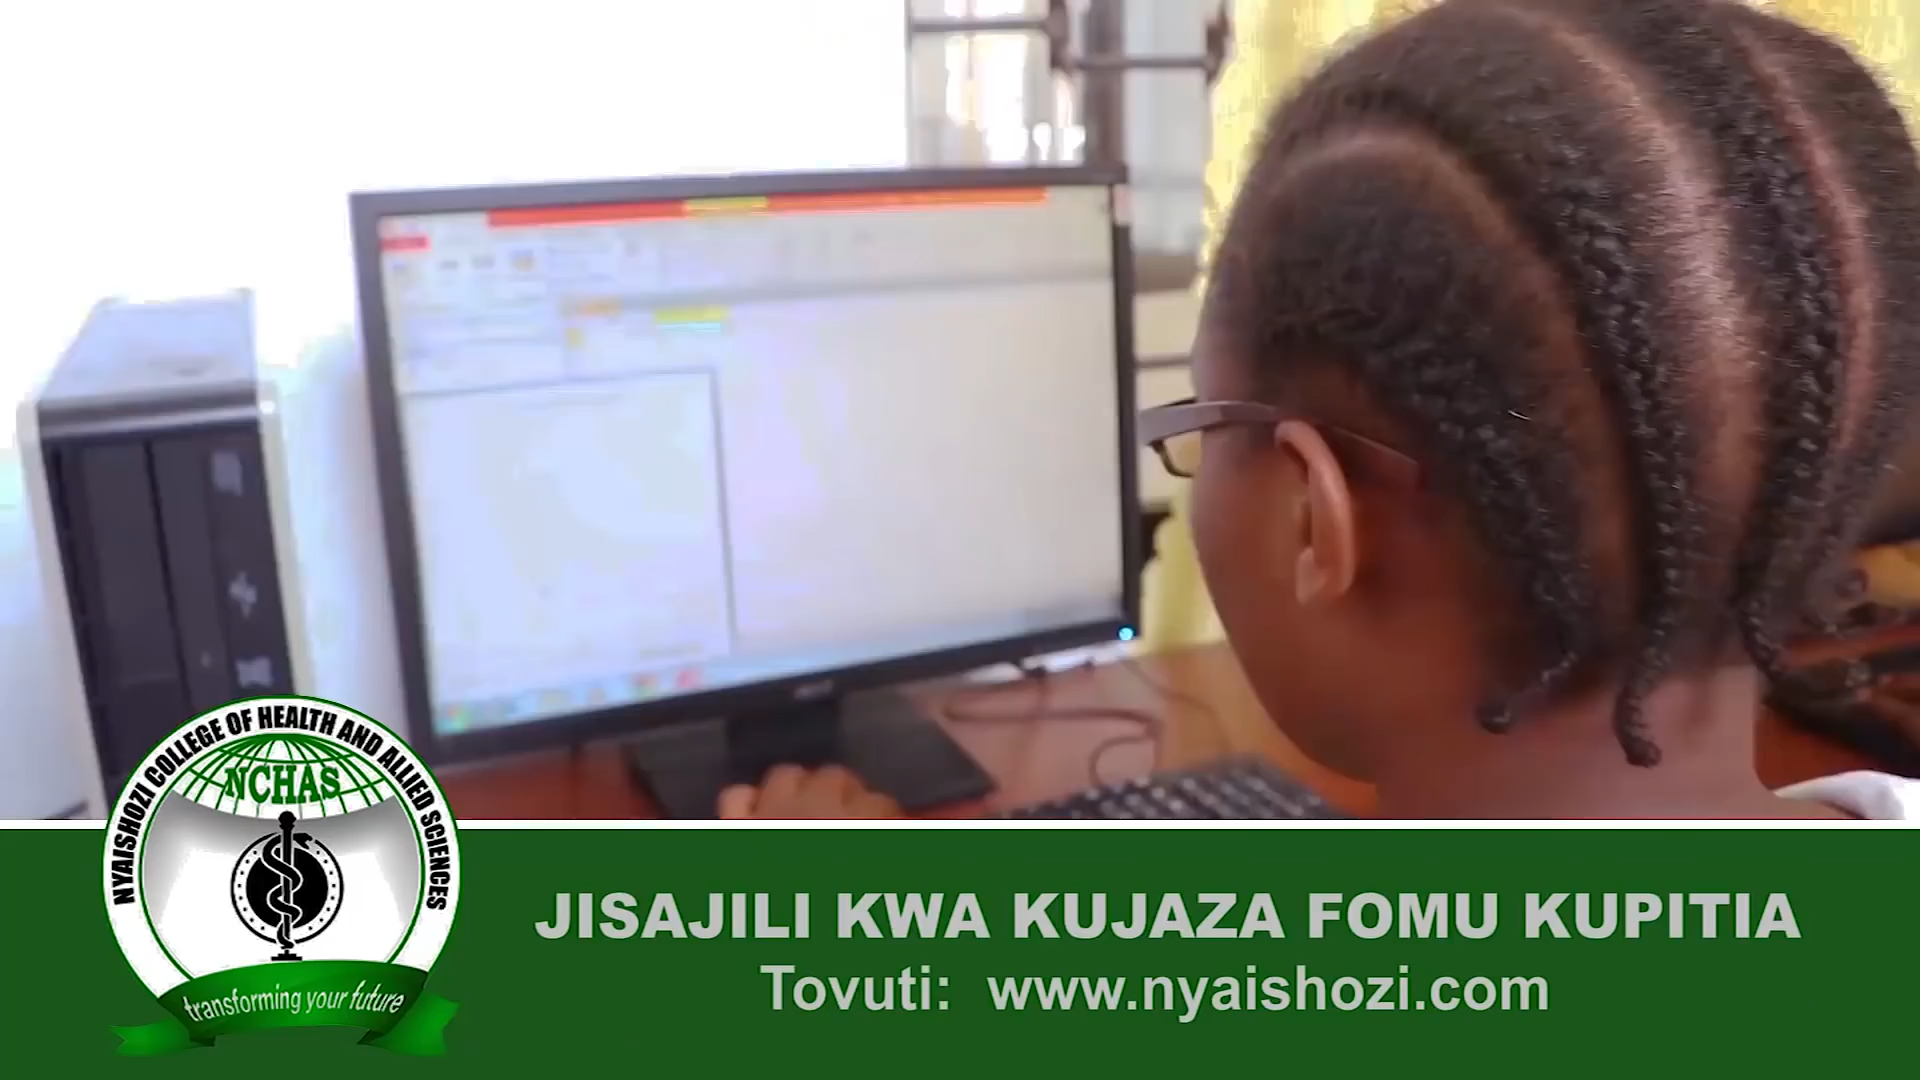 NYAISHOZI COLLEGE OF HEALTH AND ALLIED SCIENCES
NCHAS
transforming your future
JISAJILI KWA KUJAZA FOMU KUPITIA
Tovuti: www.nyaishozi.com